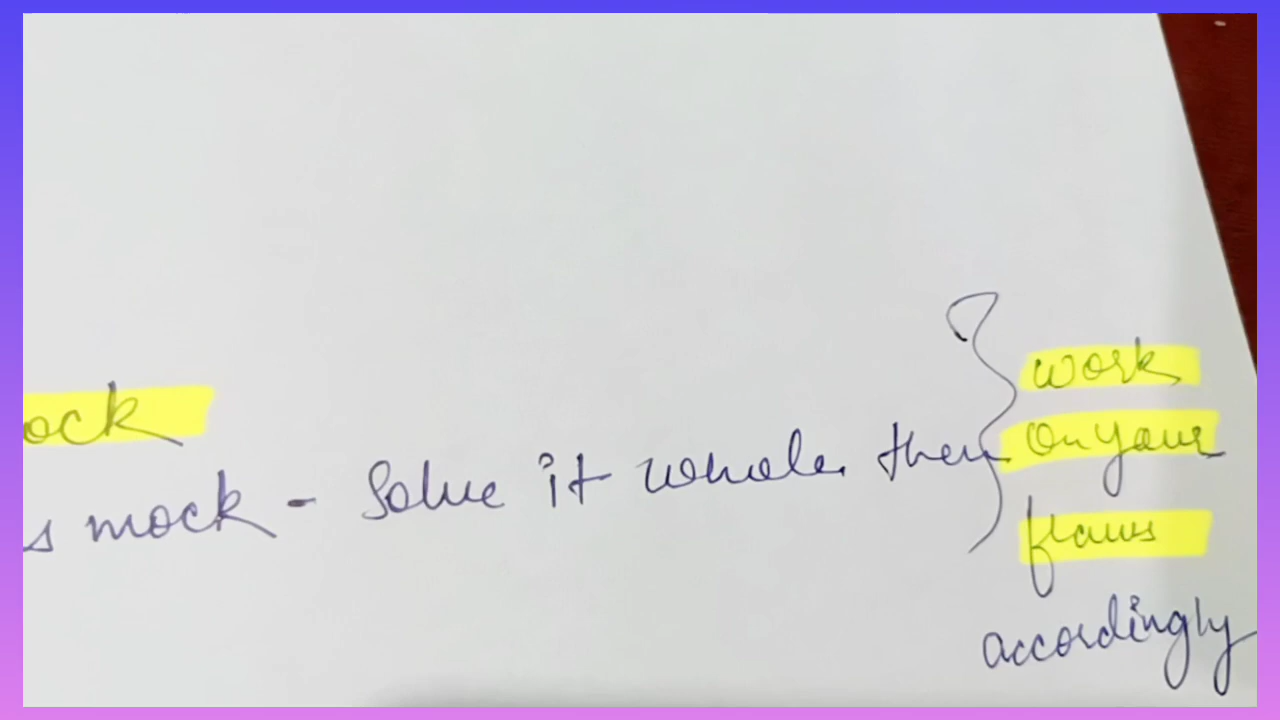 ock
s mock - Solve it whole then
work
on your
flaws
accordingly